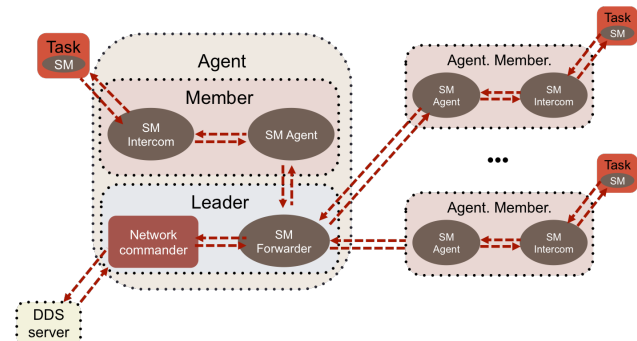 Task
SM
Agent
Member
SM
Intercom
SM Agent
Leader
Network
commander
SM
Forwarder
DDS
server
Agent. Member.
SM
Agent
SM
Intercom
Task
SM
...
Agent. Member.
SM
Agent
SM
Intercom
Task
SM